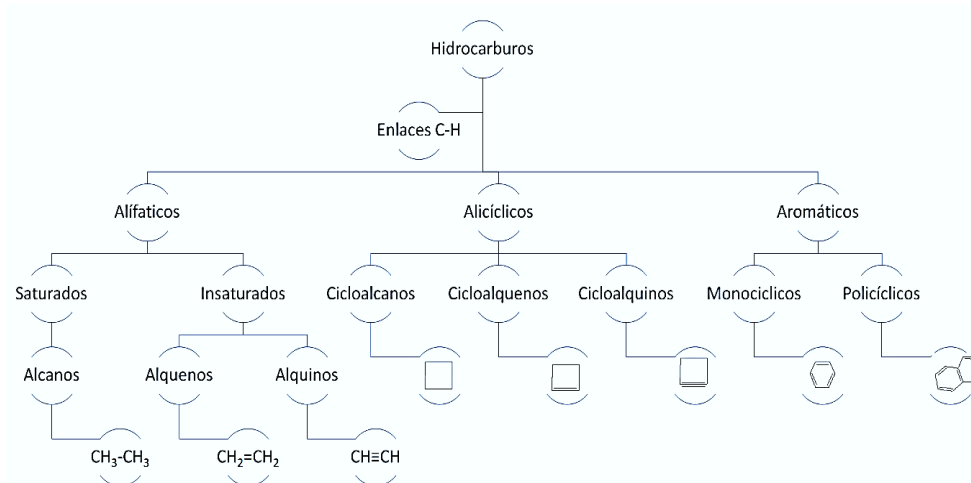 Hidrocarburos
Enlaces C-H
Alífaticos
Alicíclicos
Aromáticos
Saturados
Insaturados
Cicloalcanos
Cicloalquenos
Cicloalquinos
Monociclicos
Policíclicos
Alcanos
Alquenos
Alquinos
CH₃-CH₃
CH₂=CH₂
CH≡CH